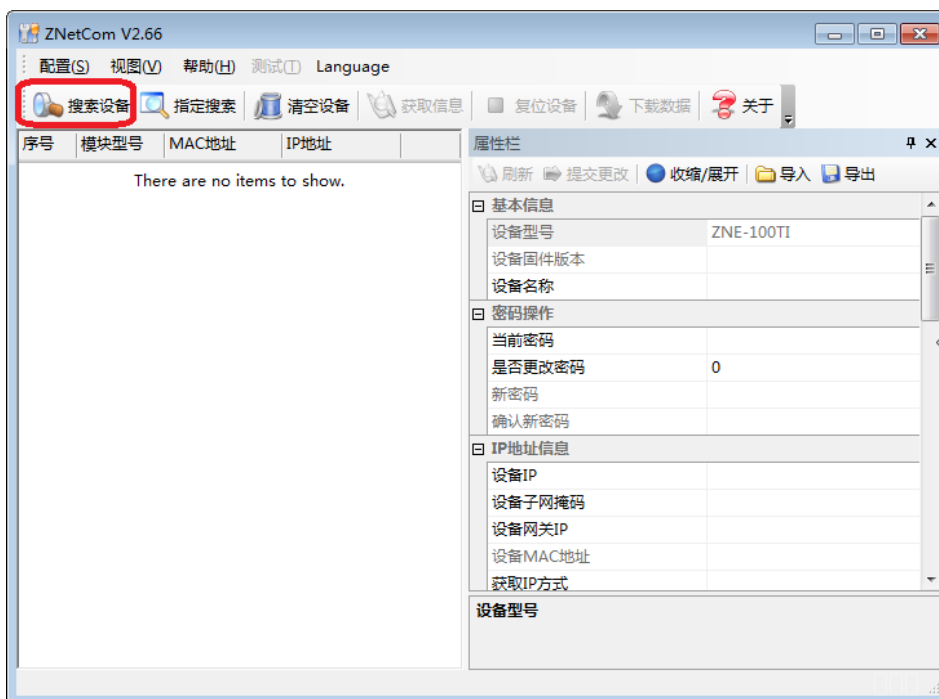 ZNetCom V2.66
配置(S) 视图(V) 帮助(H) 测试(T) Language
搜索设备 指定搜索 清空设备 获取信息 复位设备 下载数据 关于
序号 模块型号 MAC地址 IP地址
There are no items to show.
属性栏
刷新 提交更改 收缩/展开 导入 导出
基本信息
设备型号 ZNE-100TI
设备固件版本
设备名称
密码操作
当前密码
是否更改密码 0
新密码
确认新密码
IP地址信息
设备IP
设备子网掩码
设备网关IP
设备MAC地址
获取IP方式
设备型号